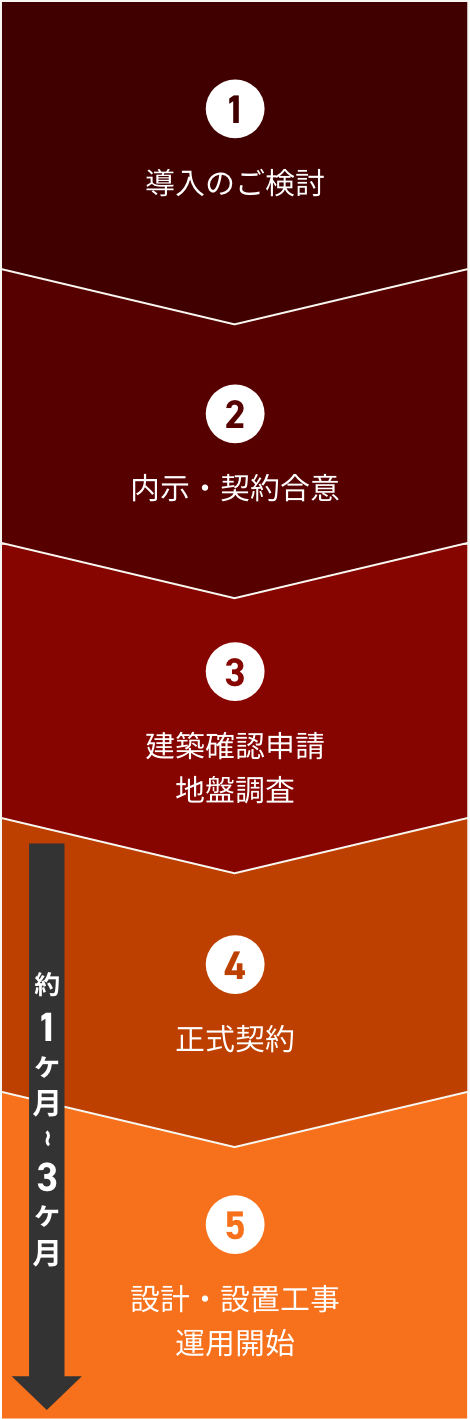 1
導入のご検討
2
内示・契約合意
3
建築確認申請
地盤調査
約1ヶ月~3ヶ月
4
正式契約
5
設計・設置工事
運用開始